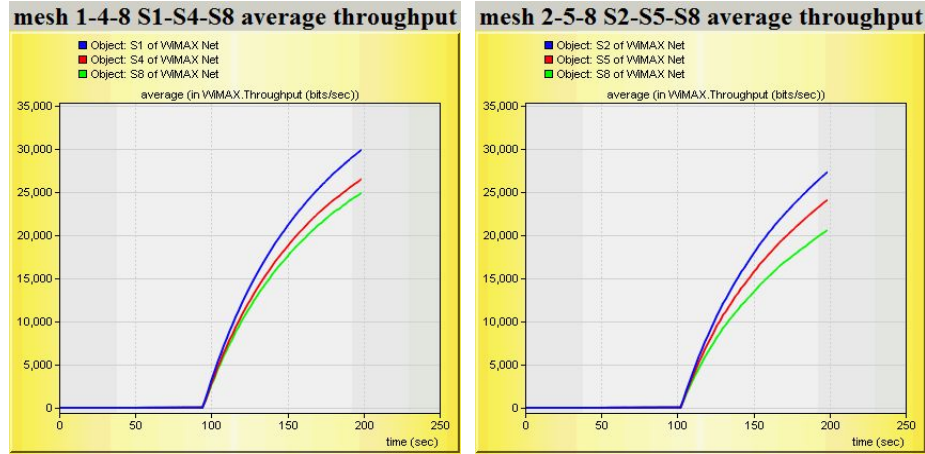 mesh 1-4-8 S1-S4-S8 average throughput
Object: S1 of WiMAX Net
Object: S4 of WiMAX Net
Object: S8 of WiMAX Net
average (in WiMAX.Throughput (bits/sec))
35,000
30,000
25,000
20,000
15,000
10,000
5,000
0
0 50 100 150 200 250
time (sec)
mesh 2-5-8 S2-S5-S8 average throughput
Object: S2 of WiMAX Net
Object: S5 of WiMAX Net
Object: S8 of WiMAX Net
average (in WiMAX.Throughput (bits/sec))
35,000
30,000
25,000
20,000
15,000
10,000
5,000
0
0 50 100 150 200 250
time (sec)